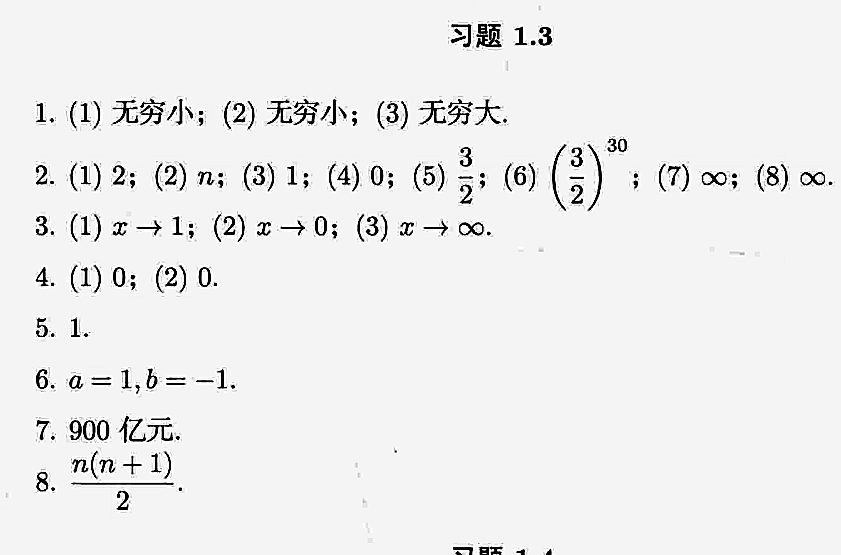 习题 1.3
1. (1) 无穷小; (2) 无穷小; (3) 无穷大.
2. (1) 2; (2) n; (3) 1; (4) 0; (5) 3/2; (6) (3/2)^30; (7) ∞; (8) ∞.
3. (1) x → 1; (2) x → 0; (3) x → ∞.
4. (1) 0; (2) 0.
5. 1.
6. a = 1, b = −1.
7. 900 亿元.
8. n(n + 1)/2.